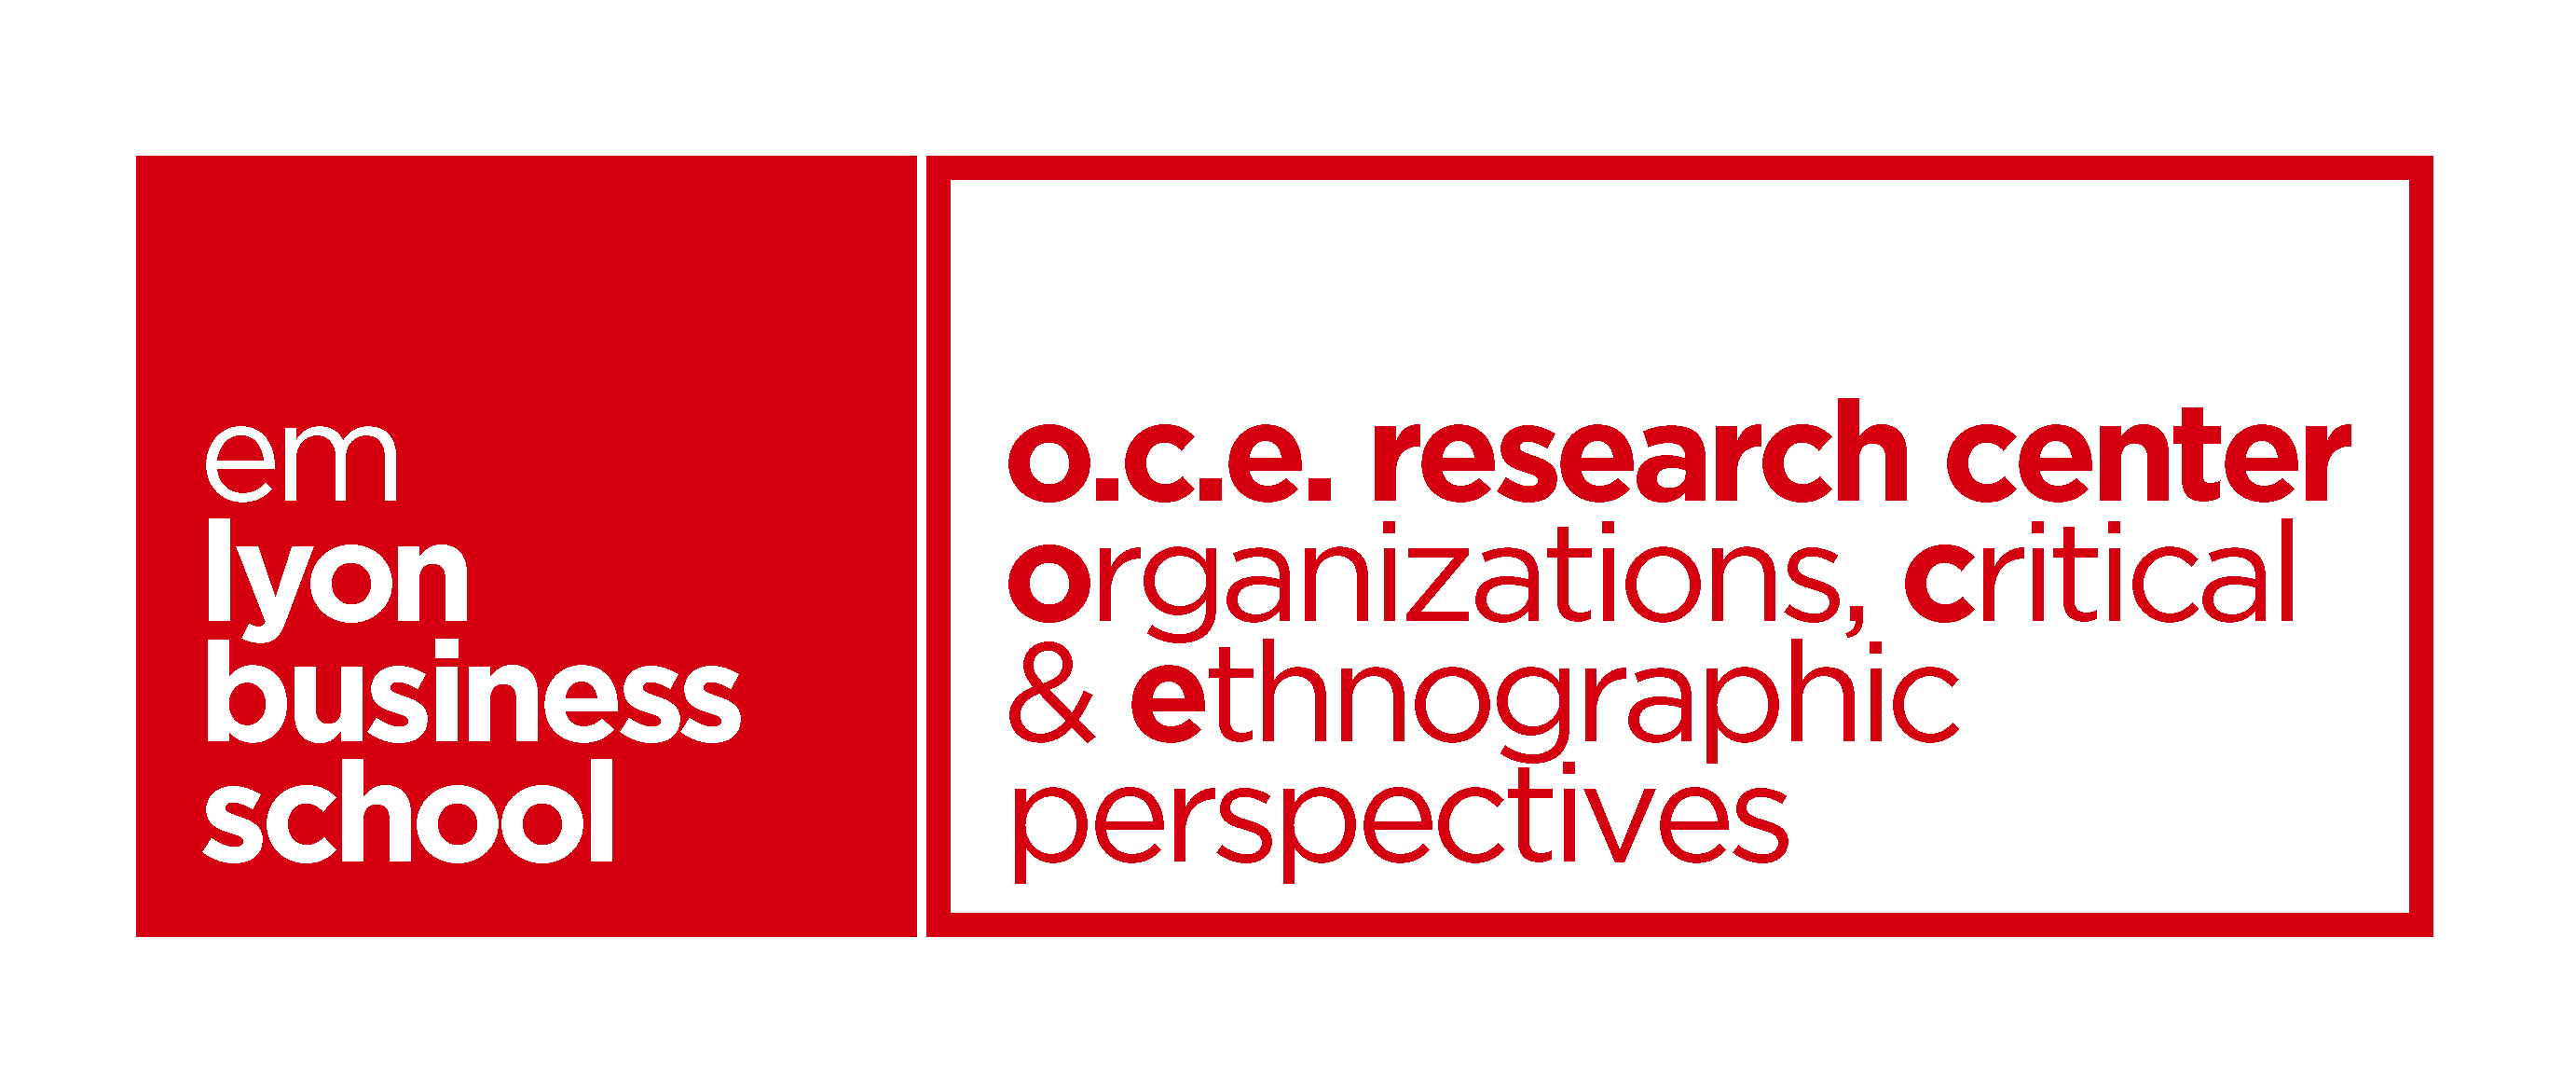 em
lyon
business
school
o.c.e. research center
organizations, critical
& ethnographic
perspectives